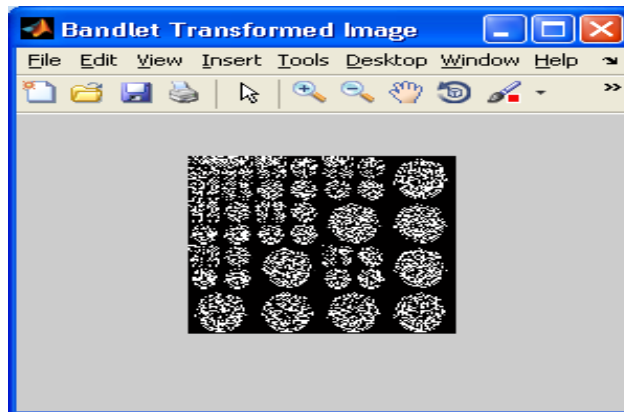 Bandlet Transformed Image
File Edit View Insert Tools Desktop Window Help